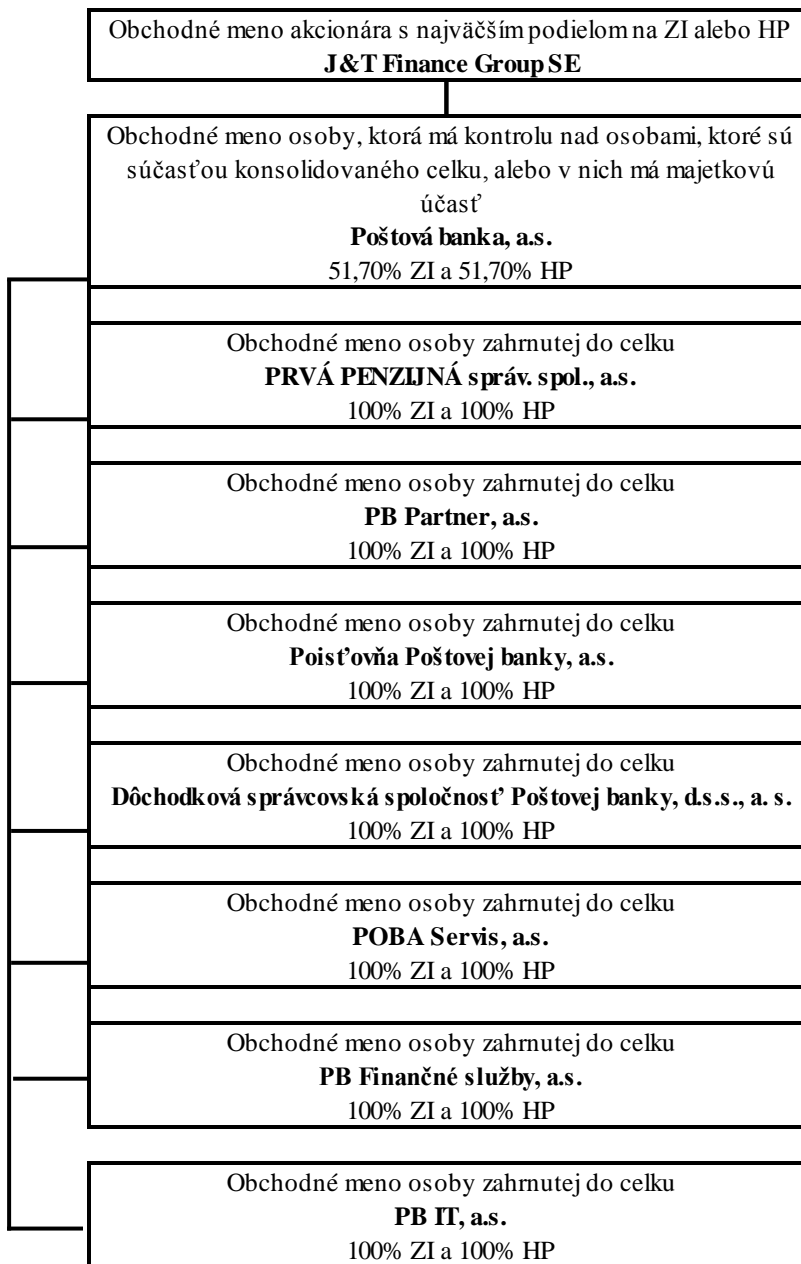 Obchodné meno akcionára s najväčším podielom na ZI alebo HP
J&T Finance Group SE
Obchodné meno osoby, ktorá má kontrolu nad osobami, ktoré sú
súčasťou konsolidovaného celku, alebo v nich má majetkovú
účasť
Poštová banka, a.s.
51,70% ZI a 51,70% HP
Obchodné meno osoby zahrnutej do celku
PRVÁ PENZIJNÁ správ. spol., a.s.
100% ZI a 100% HP
Obchodné meno osoby zahrnutej do celku
PB Partner, a.s.
100% ZI a 100% HP
Obchodné meno osoby zahrnutej do celku
Poisťovňa Poštovej banky, a.s.
100% ZI a 100% HP
Obchodné meno osoby zahrnutej do celku
Dôchodková správcovská spoločnosť Poštovej banky, d.s.s., a. s.
100% ZI a 100% HP
Obchodné meno osoby zahrnutej do celku
POBA Servis, a.s.
100% ZI a 100% HP
Obchodné meno osoby zahrnutej do celku
PB Finančné služby, a.s.
100% ZI a 100% HP
Obchodné meno osoby zahrnutej do celku
PB IT, a.s.
100% ZI a 100% HP